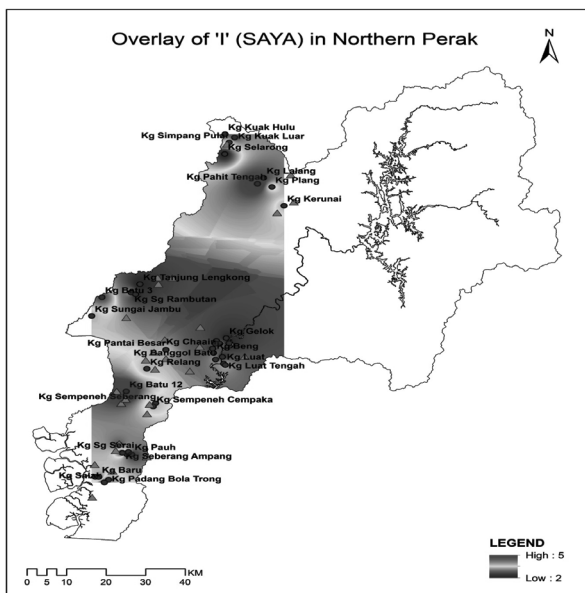 Overlay of 'I' (SAYA) in Northern Perak
N
Kg Kuak Hulu
Kg Simpang Pulai
Kg Kuak Luar
Kg Selarong
Kg Lalang
Kg Pahit Tengah
Kg Plang
Kg Kerunai
Kg Tanjung Lengkong
Kg Batu 3
Kg Sg Rambutan
Kg Sungai Jambu
Kg Gelok
Kg Pantai Besar
Kg Chaain
Kg Beng
Kg Banggol Batu
Kg Luat
Kg Relang
Kg Luat Tengah
Kg Batu 12
Kg Sempeneh Seberang
Kg Sempeneh Cempaka
Kg Sg Serai
Kg Pauh
Kg Seberang Ampang
Kg Baru
Kg
Kg Padang Bola Trong
LEGEND
High : 5
Low : 2
0 5 10 20 30 40
KM